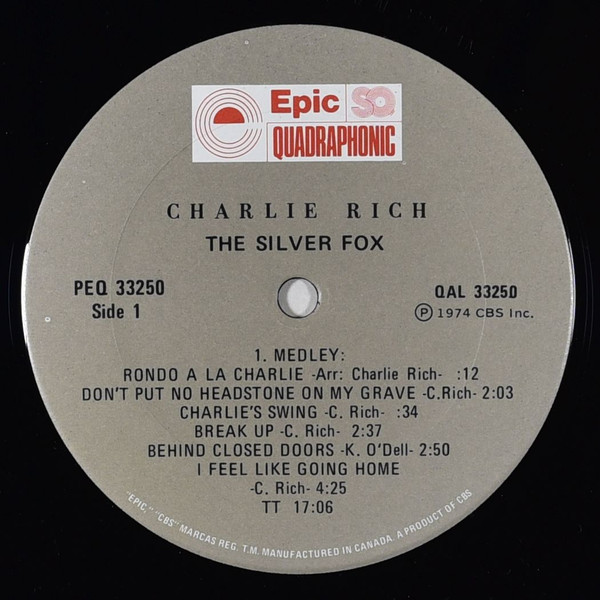 Epic SQ
QUADRAPHONIC
CHARLIE RICH
THE SILVER FOX
PEQ 33250
Side 1
QAL 33250
Ⓟ 1974 CBS Inc.
1. MEDLEY:
RONDO A LA CHARLIE -Arr: Charlie Rich- :12
DON'T PUT NO HEADSTONE ON MY GRAVE -C.Rich- 2:03
CHARLIE'S SWING -C. Rich- :34
BREAK UP -C. Rich- 2:37
BEHIND CLOSED DOORS -K. O'Dell- 2:50
I FEEL LIKE GOING HOME
-C. Rich- 4:25
TT 17:06
"EPIC," "CBS" MARCAS REG. T.M. MANUFACTURED IN CANADA. A PRODUCT OF CBS